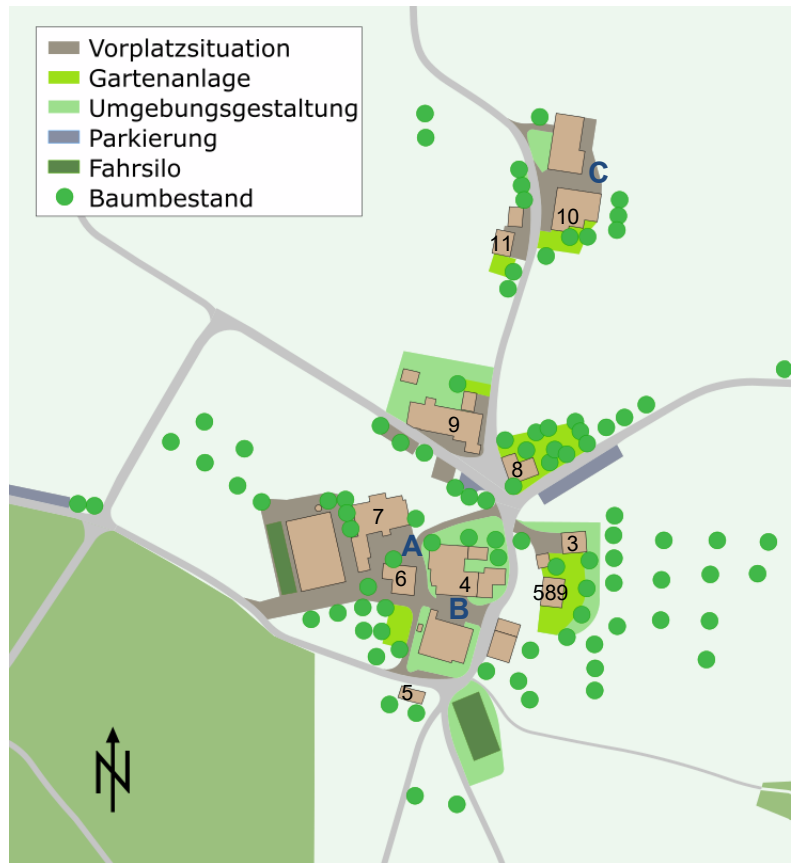 Vorplatzsituation
Gartenanlage
Umgebungsgestaltung
Parkierung
Fahrsilo
Baumbestand
C
10
11
9
8
7
A
3
6
4
589
B
5
N